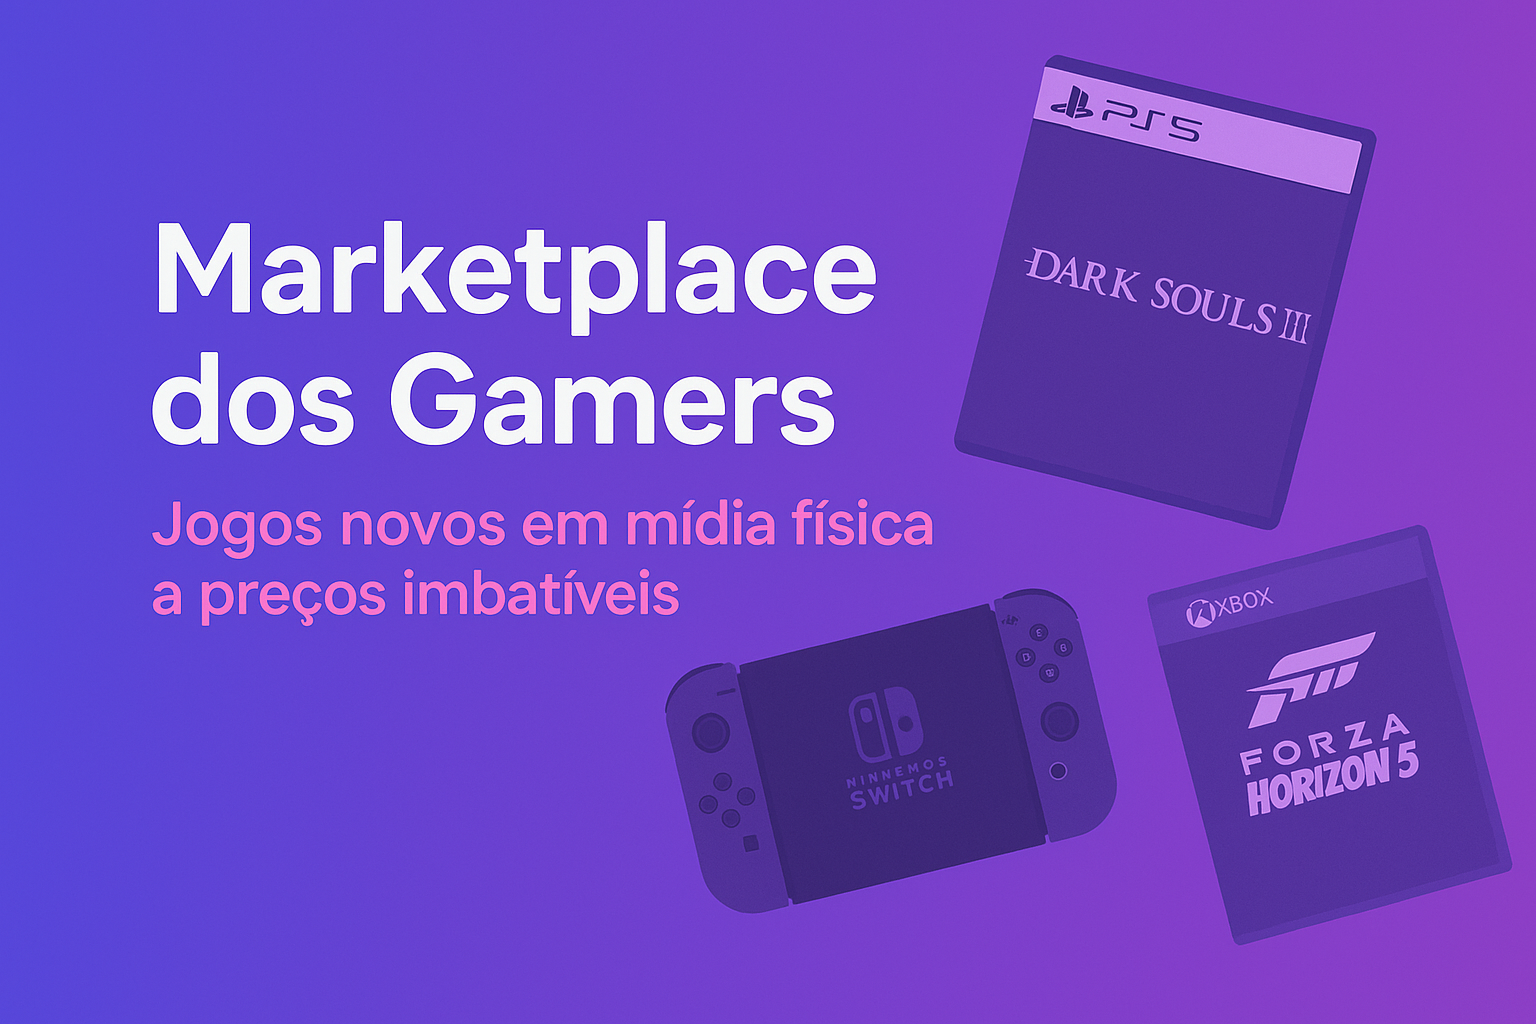 Marketplace
dos Gamers
Jogos novos em mídia física
a preços imbatíveis
PS5
DARK SOULS III
NINNEMOS
SWITCH
XBOX
FORZA
HORIZON 5